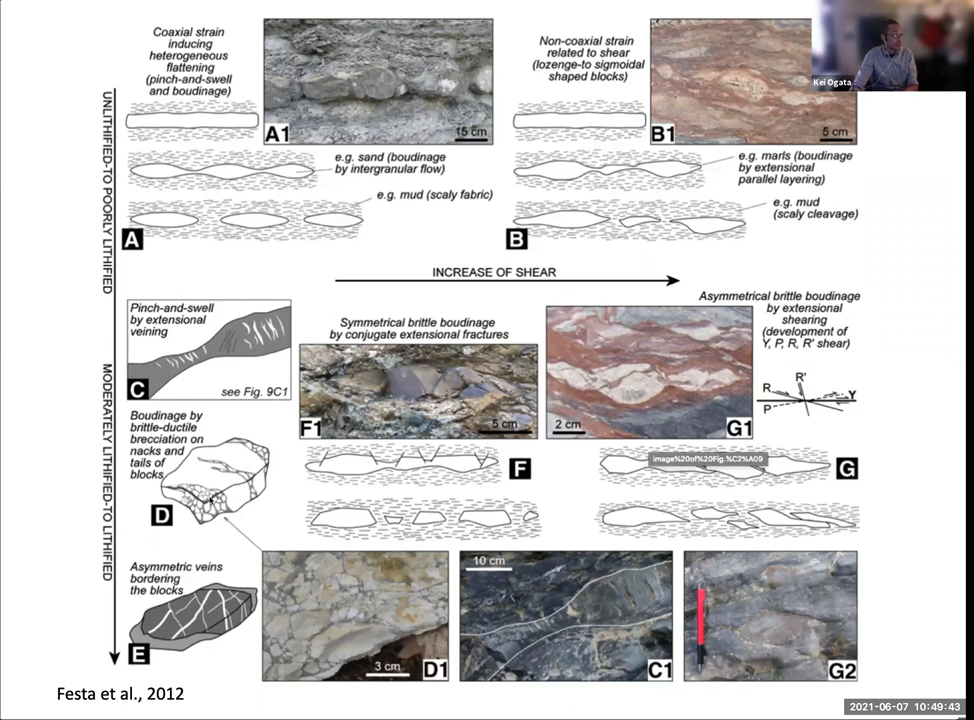 Coaxial strain
inducing
heterogeneous
flattening
(pinch-and-swell
and boudinage)
A1
15 cm
Non-coaxial strain
related to shear
(lozenge-to sigmoidal
shaped blocks)
B1
5 cm
Kei Ogata
UNLITHIFIED-TO POORLY LITHIFIED
e.g. sand (boudinage
by intergranular flow)
e.g. mud (scaly fabric)
A
e.g. marls (boudinage
by extensional
parallel layering)
e.g. mud
(scaly cleavage)
B
INCREASE OF SHEAR
MODERATELY LITHIFIED-TO LITHIFIED
Pinch-and-swell
by extensional
veining
C
see Fig. 9C1
Symmetrical brittle boudinage
by conjugate extensional fractures
F1
5 cm
Asymmetrical brittle boudinage
by extensional
shearing
(development of
Y, P, R, R' shear)
2 cm
G1
R'
R
Y
P
Boudinage by
brittle-ductile
brecciation on
nacks and
tails of
blocks
D
F
image%20of%20Fig.%C2%A09
G
Asymmetric veins
bordering
the blocks
E
3 cm
D1
10 cm
C1
G2
Festa et al., 2012
2021-06-07 10:49:43